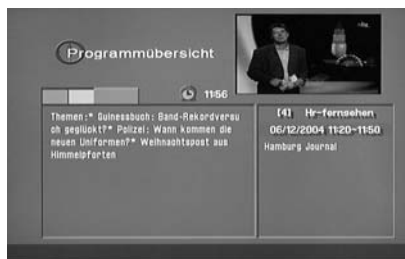 Programmübersicht
11:56
Themen:* Guinessbuch: Band-Rekordversu
ch geglückt?* Polizei: Wann kommen die
neuen Uniformen?* Weihnachtspost aus
Himmelpforten
[4] Hr-fernsehen
06/12/2004 11:20-11:50
Hamburg Journal